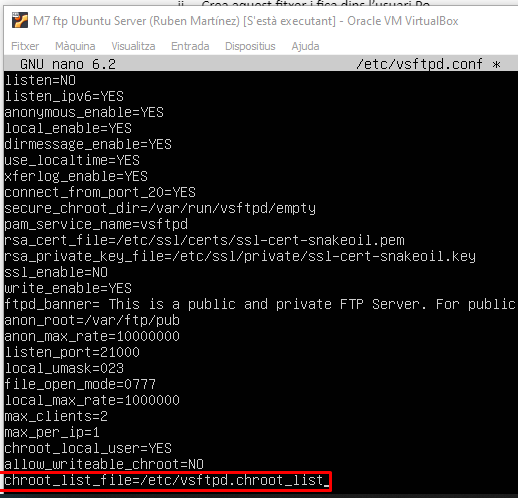 ii. Crea aquest fitxer i fica dins l'usuari
M7 ftp Ubuntu Server (Ruben Martínez) [S'està executant] - Oracle VM VirtualBox
Fitxer Màquina Visualitza Entrada Dispositius Ajuda
GNU nano 6.2 /etc/vsftpd.conf *
listen=NO
listen_ipv6=YES
anonymous_enable=YES
local_enable=YES
dirmessage_enable=YES
use_localtime=YES
xferlog_enable=YES
connect_from_port_20=YES
secure_chroot_dir=/var/run/vsftpd/empty
pam_service_name=vsftpd
rsa_cert_file=/etc/ssl/certs/ssl-cert-snakeoil.pem
rsa_private_key_file=/etc/ssl/private/ssl-cert-snakeoil.key
ssl_enable=NO
write_enable=YES
ftpd_banner= This is a public and private FTP Server. For public
anon_root=/var/ftp/pub
anon_max_rate=10000000
listen_port=21000
local_umask=023
file_open_mode=0777
local_max_rate=1000000
max_clients=2
max_per_ip=1
chroot_local_user=YES
allow_writeable_chroot=NO
chroot_list_file=/etc/vsftpd.chroot_list